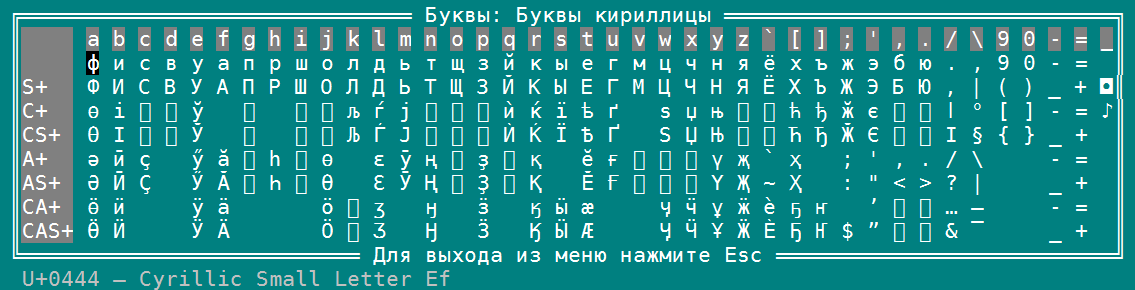 Буквы: Буквы кириллицы
a b c d e f g h i j k l m n o p q r s t u v w x y z ` [ ] ; ' , . / \ 9 0 - = _
ф и с в у а п р ш о л д ь т щ з й к ы е г м ц ч н я ё х ъ ж э б ю . , 9 0 - =
S+ Ф И С В У А П Р Ш О Л Д Ь Т Щ З Й К Ы Е Г М Ц Ч Н Я Ё Х Ъ Ж Э Б Ю , | ( ) _ + ◘
C+ ѳ і ў љ ѓ ј ѝ ќ ї ѣ ґ ѕ џ њ ћ ђ ӂ є ӏ º [ ] - = ♪
CS+ Ѳ І Ў Љ Ѓ Ј Ѝ Ќ Ї Ѣ Ґ Ѕ Џ Њ Ћ Ђ Ӂ Є І § { } _ +
A+ ә ӣ ҫ ӳ ӑ һ ө ԑ ӯ ң ҙ қ ӗ ғ ү җ ` ҳ ; ' , . / \ - =
AS+ Ә Ӣ Ҫ Ӳ Ӑ Һ Ө Ԑ Ӯ Ң Ҙ Қ Ӗ Ғ Ү Җ ~ Ҳ : " < > ? | _ +
CA+ ӫ ӥ ӱ ӓ ӧ ӡ ӈ ӟ ӄ ӹ ӕ ҷ ӵ ұ ӝ ѐ ҕ ҥ ’ … – - =
CAS+ Ӫ Ӥ Ӱ Ӓ Ӧ Ӡ Ӈ Ӟ Ӄ Ӹ Ӕ Ҷ Ӵ Ұ Ӝ Ѐ Ҕ Ҥ $ ” & _ +
Для выхода из меню нажмите Esc
U+0444 – Cyrillic Small Letter Ef